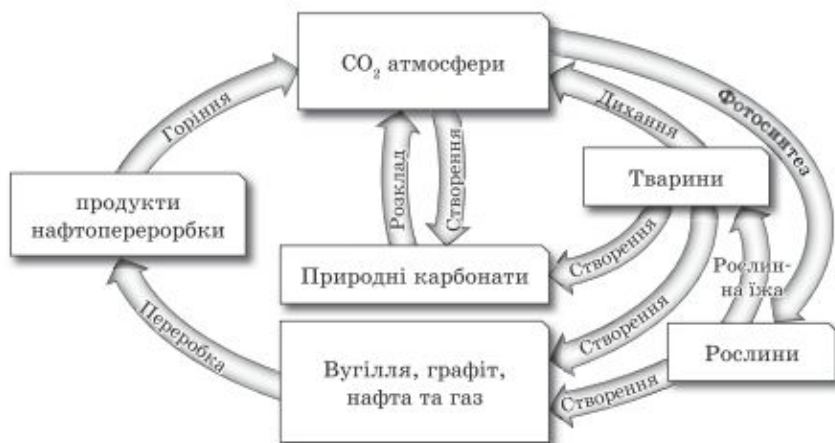 CO₂ атмосфери
Горіння
Дихання
Фотосинтез
Розклад
Створення
Тварини
продукти
нафтоперерорбки
Природні карбонати
Створення
Рослин-
на їжа
Переробка
Створення
Вугілля, графіт,
нафта та газ
Рослини
Створення